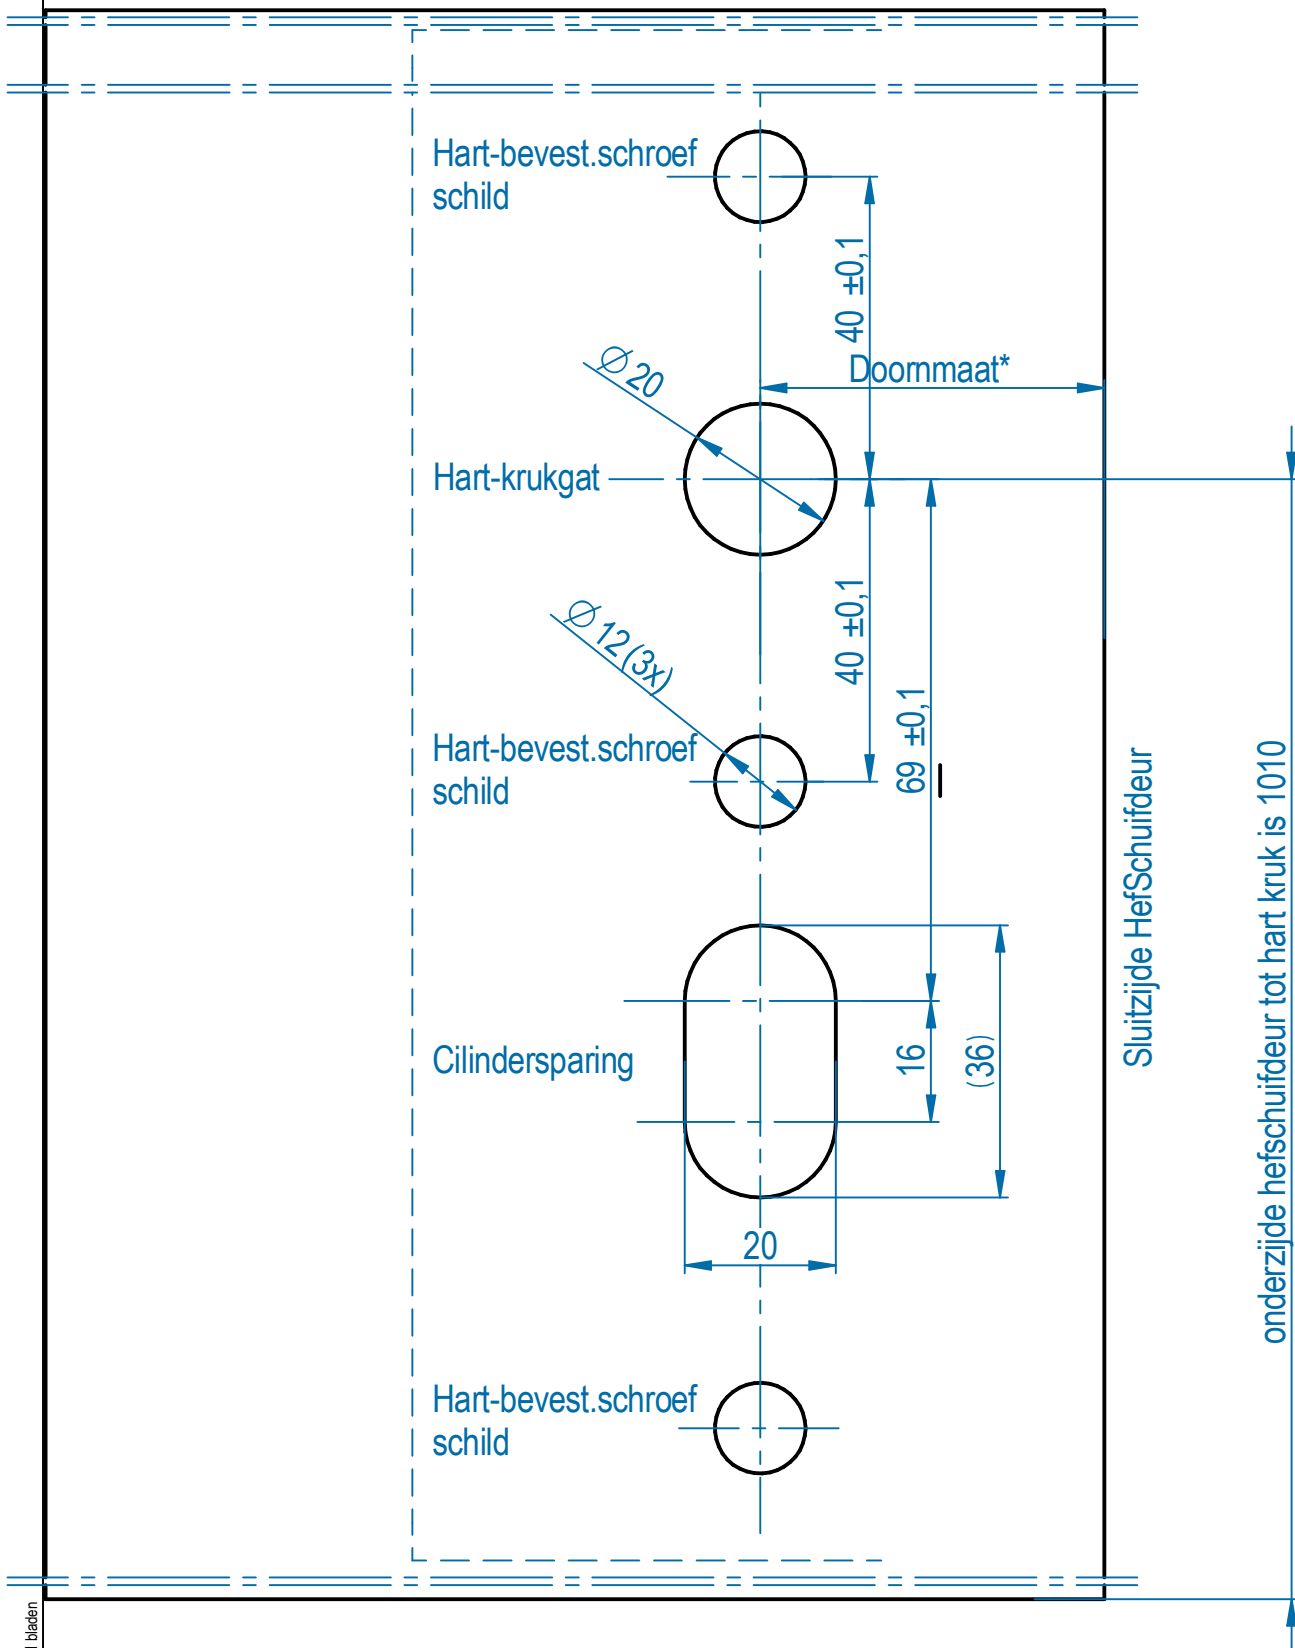 Hart-bevest.schroef
schild
40 ±0,1
Doornmaat*
Ø 20
Hart-krukgat
40 ±0,1
Ø 12(3x)
69 ±0,1
Hart-bevest.schroef
schild
Sluitzijde HefSchuifdeur
onderzijde hefschuifdeur tot hart kruk is 1010
Cilindersparing
16
(36)
20
Hart-bevest.schroef
schild
bladen